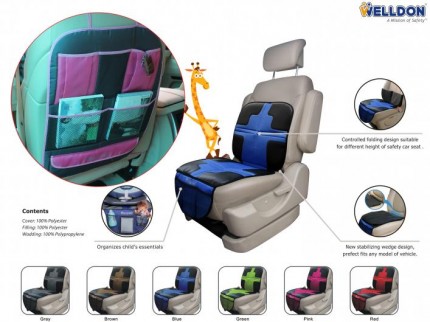 WELLDON
A Mission of Safety™
Controlled folding design suitable
for different height of safety car seat .
Contents
Cover: 100% Polyester
Filling: 100% Polyester
Wadding: 100% Polypropylene
Organizes child's essentials
New stabilizing wedge design,
prefect fits any model of vehicle.
Gray
Brown
Blue
Green
Pink
Red